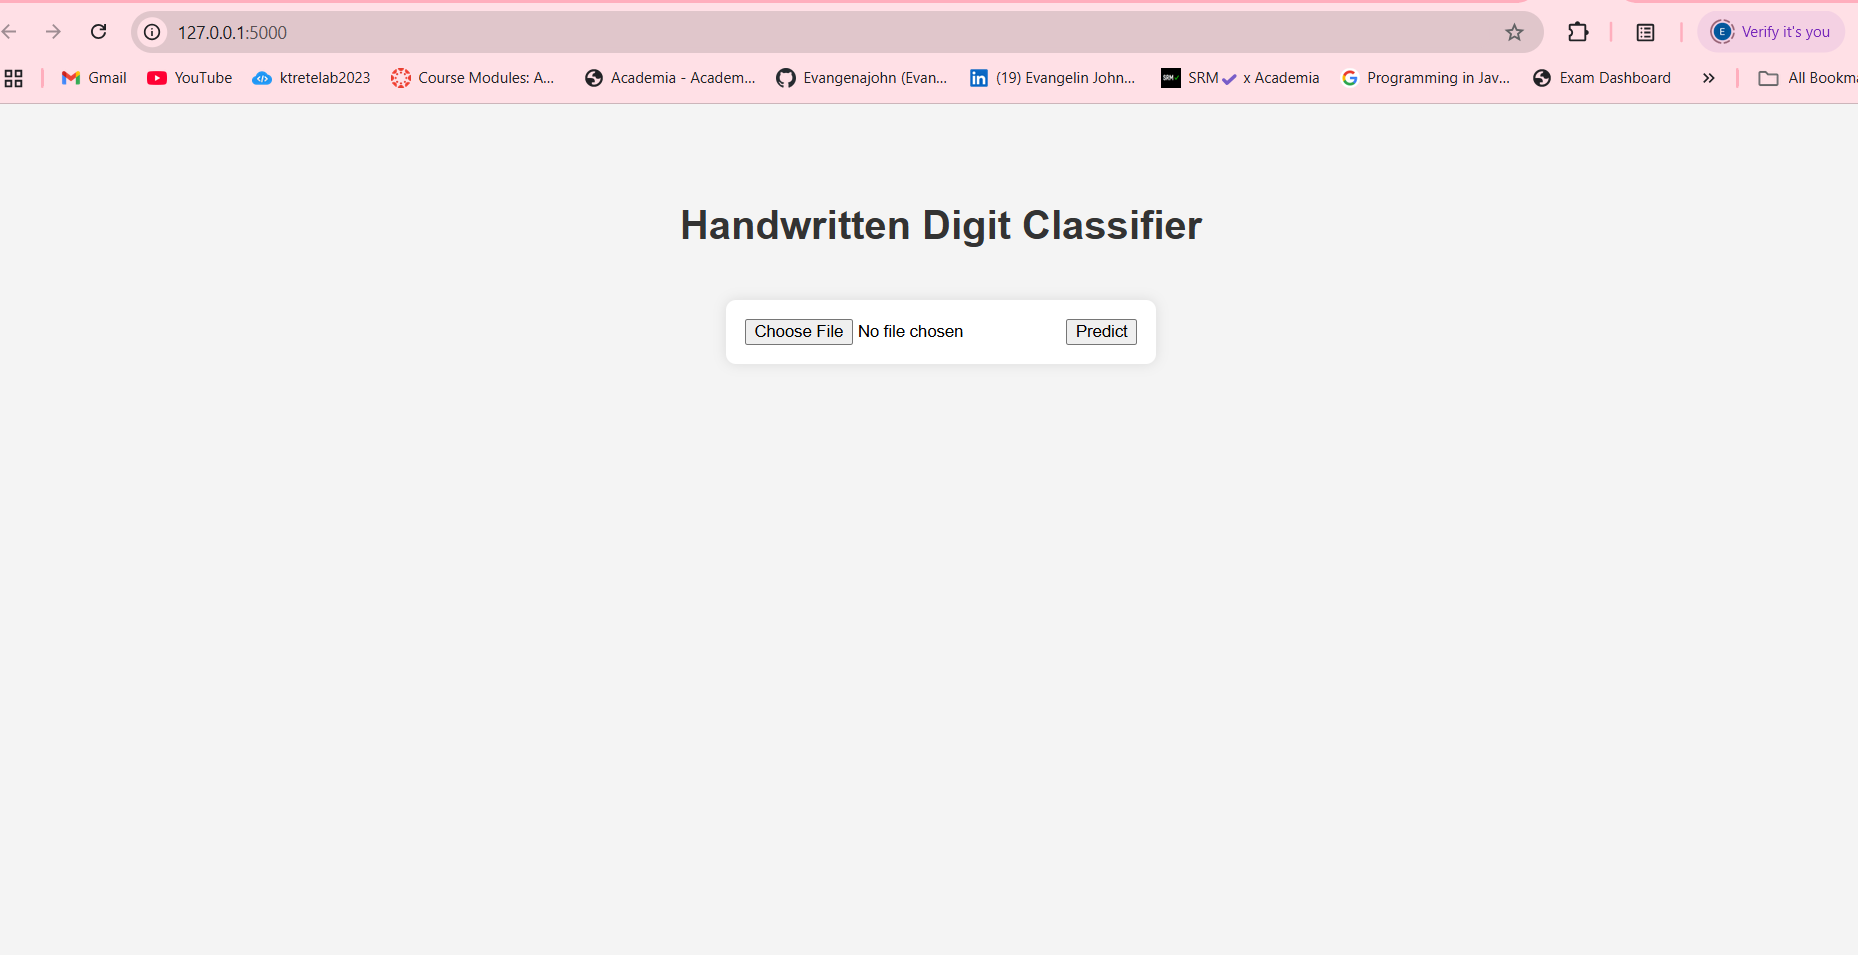 127.0.0.1:5000
E Verify it's you
Gmail YouTube ktretelab2023 Course Modules: A... Academia - Academ... Evangenajohn (Evan... (19) Evangelin John... SRM x Academia Programming in Jav... Exam Dashboard All Bookma
Handwritten Digit Classifier
Choose File No file chosen Predict